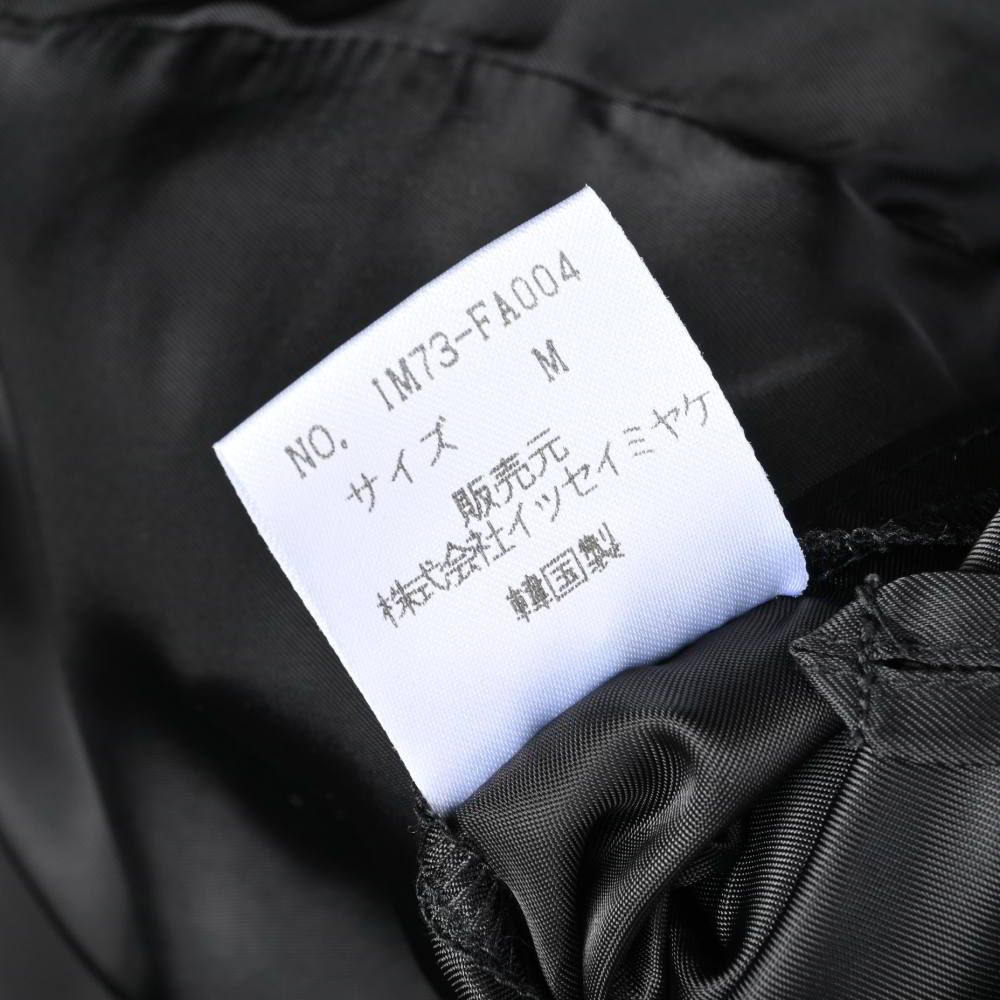 NO. IM73-FA004
サイズ M
販売元
株式会社イツセイミヤケ
韓国製